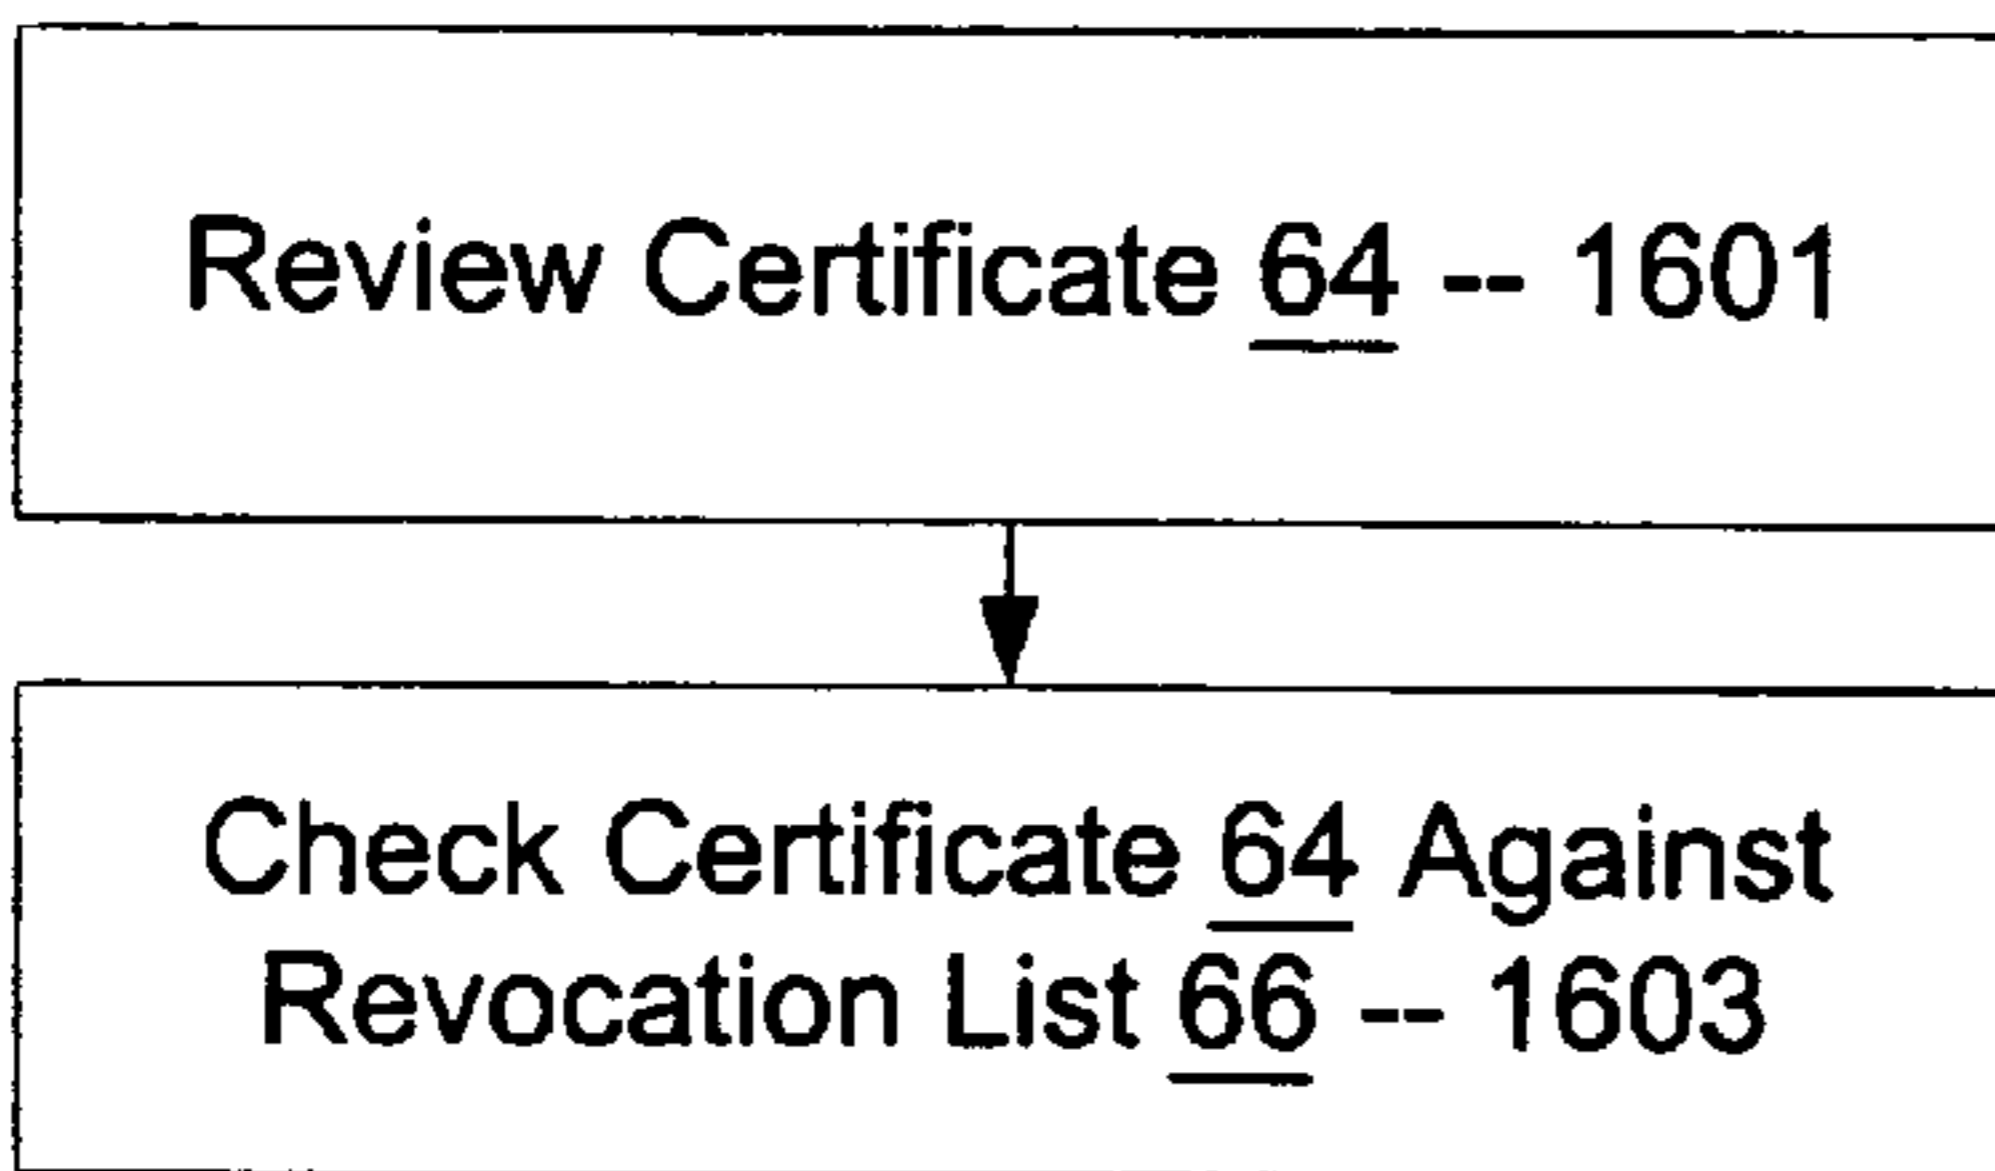 Review Certificate 64 -- 1601
Check Certificate 64 Against
Revocation List 66 -- 1603